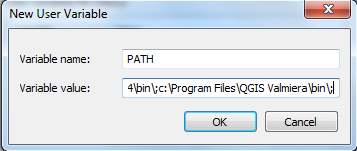 New User Variable
Variable name: PATH
Variable value: 4\bin\;c:\Program Files\QGIS Valmiera\bin\;
OK Cancel